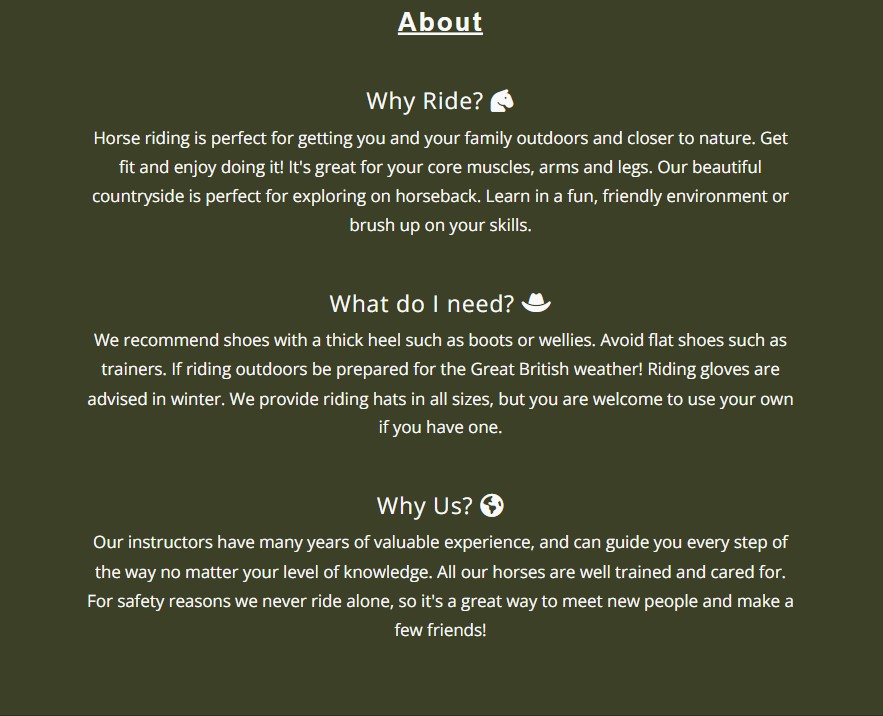 About
Why Ride?
Horse riding is perfect for getting you and your family outdoors and closer to nature. Get
fit and enjoy doing it! It's great for your core muscles, arms and legs. Our beautiful
countryside is perfect for exploring on horseback. Learn in a fun, friendly environment or
brush up on your skills.
What do I need?
We recommend shoes with a thick heel such as boots or wellies. Avoid flat shoes such as
trainers. If riding outdoors be prepared for the Great British weather! Riding gloves are
advised in winter. We provide riding hats in all sizes, but you are welcome to use your own
if you have one.
Why Us?
Our instructors have many years of valuable experience, and can guide you every step of
the way no matter your level of knowledge. All our horses are well trained and cared for.
For safety reasons we never ride alone, so it's a great way to meet new people and make a
few friends!